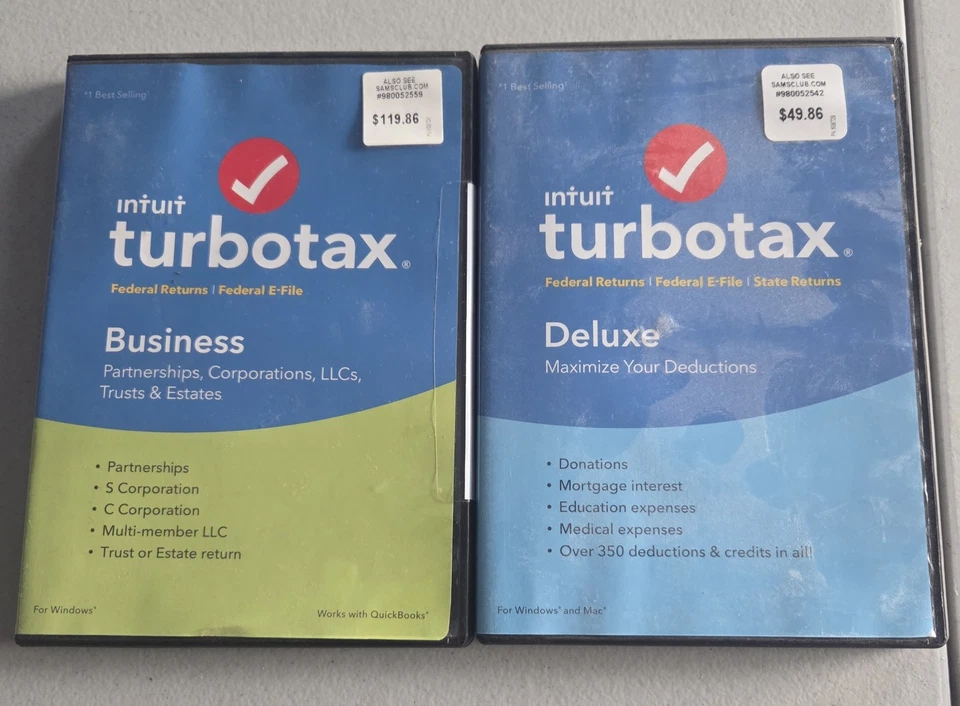 *1 Best Selling*
ALSO SEE
SAMSCLUB.COM
#980052559
$119.86
ıntuıt
turbotax®
Federal Returns | Federal E-File
Business
Partnerships, Corporations, LLCs,
Trusts & Estates
• Partnerships
• S Corporation
• C Corporation
• Multi-member LLC
• Trust or Estate return
For Windows*
Works with QuickBooks*
*1 Best Selling*
ALSO SEE
SAMSCLUB.COM
#980052542
$49.86
ıntuıt
turbotax®
Federal Returns | Federal E-File | State Returns
Deluxe
Maximize Your Deductions
• Donations
• Mortgage interest
• Education expenses
• Medical expenses
• Over 350 deductions & credits in all!
For Windows* and Mac*